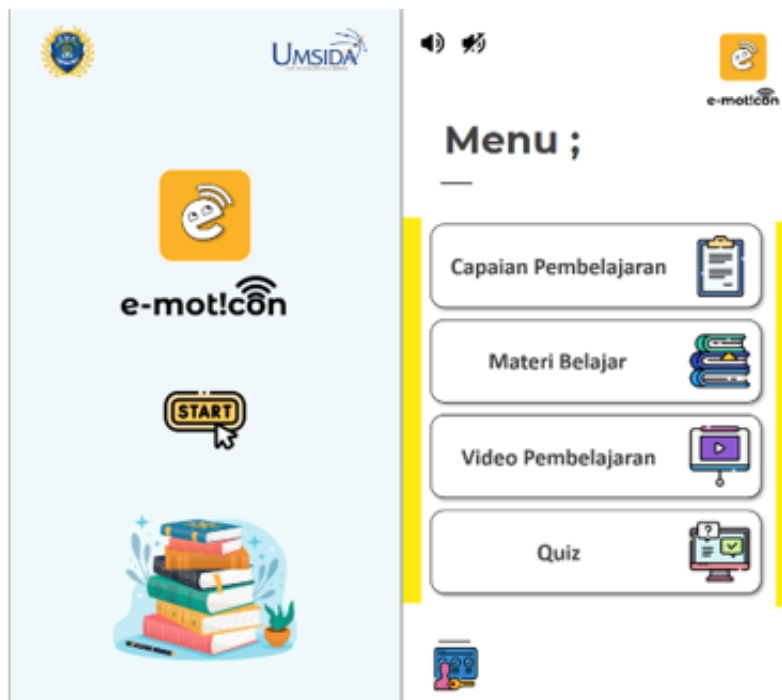 UMSIDA
e-mot!con
START
e-mot!con
Menu ;
Capaian Pembelajaran
Materi Belajar
Video Pembelajaran
Quiz